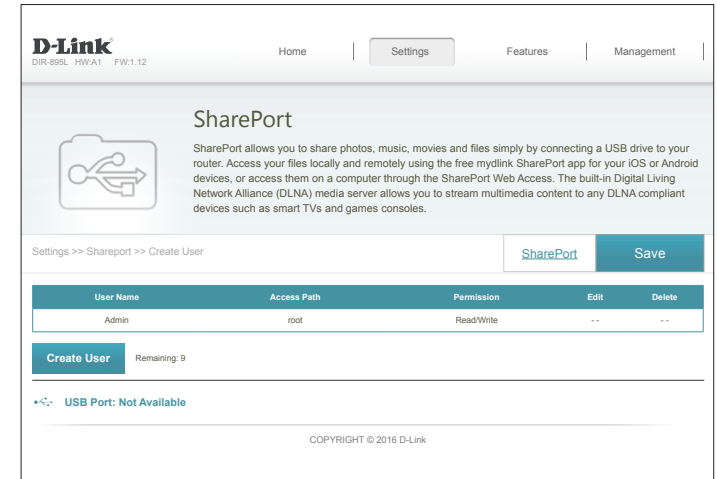 D-Link®
DIR-895L HW:A1 FW:1.12
Home
Settings
Features
Management
SharePort
SharePort allows you to share photos, music, movies and files simply by connecting a USB drive to your
router. Access your files locally and remotely using the free mydlink SharePort app for your iOS or Android
devices, or access them on a computer through the SharePort Web Access. The built-in Digital Living
Network Alliance (DLNA) media server allows you to stream multimedia content to any DLNA compliant
devices such as smart TVs and games consoles.
Settings >> Shareport >> Create User
SharePort
Save
User Name Access Path Permission Edit Delete
Admin root Read/Write - - - -
Create User
Remaining: 9
USB Port: Not Available
COPYRIGHT © 2016 D-Link